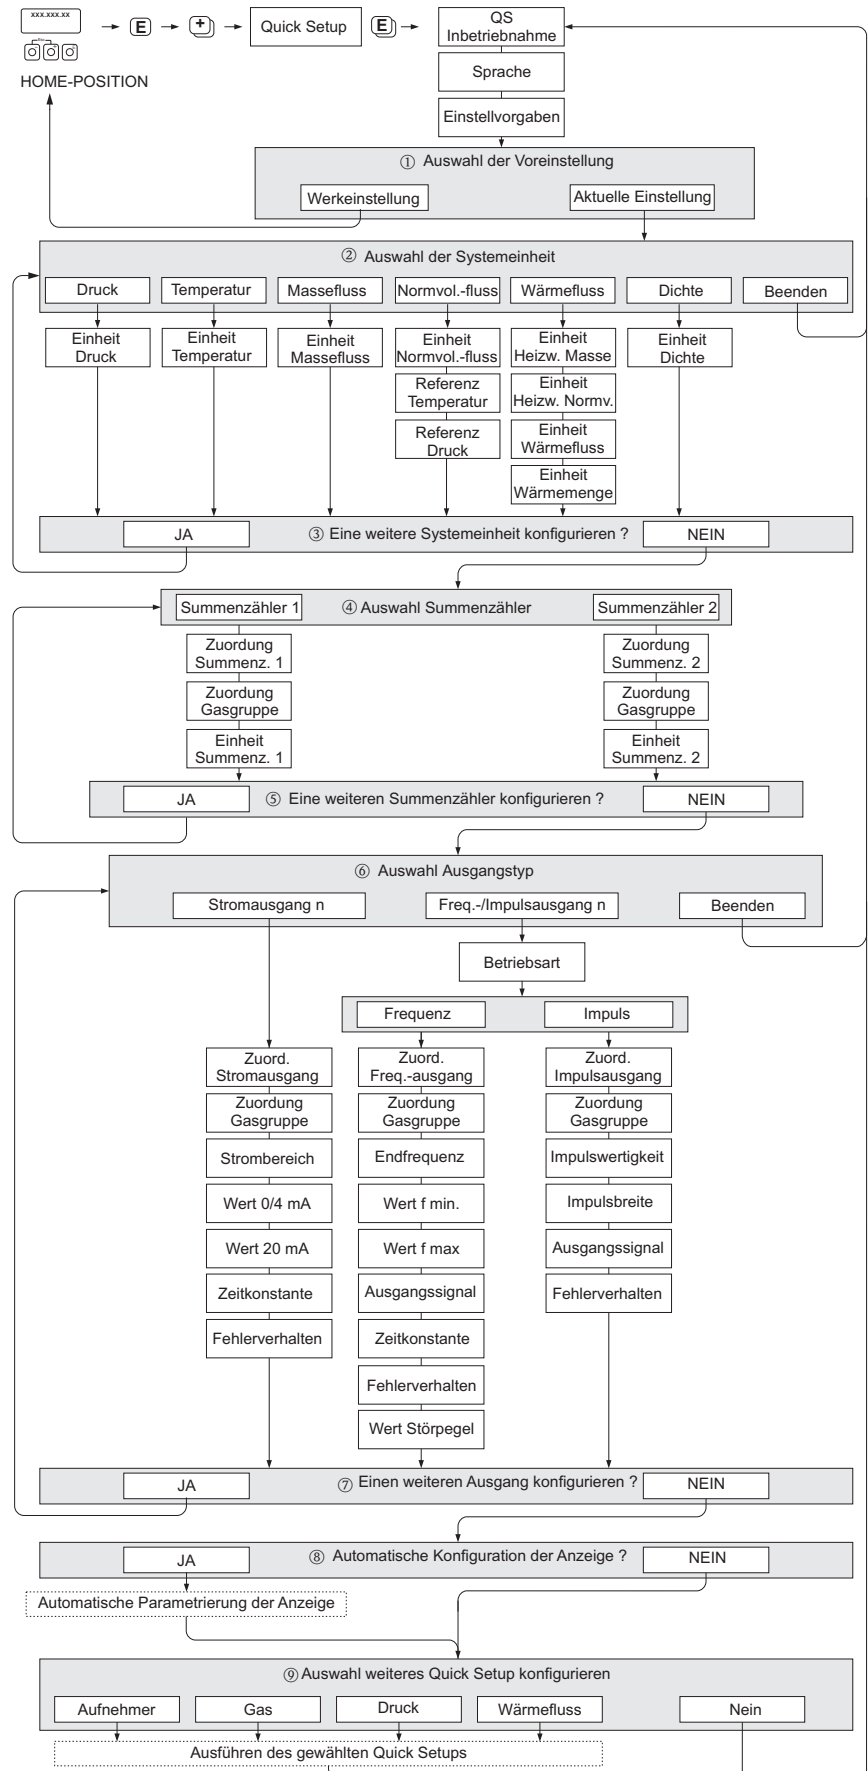 xxx.xxx.xx
Esc
E
+
Quick Setup
E
QS
Inbetriebnahme
HOME-POSITION
Sprache
Einstellvorgaben
① Auswahl der Voreinstellung
Werkeinstellung
Aktuelle Einstellung
② Auswahl der Systemeinheit
Druck
Temperatur
Massefluss
Normvol.-fluss
Wärmefluss
Dichte
Beenden
Einheit
Druck
Einheit
Temperatur
Einheit
Massefluss
Einheit
Normvol.-fluss
Einheit
Heizw. Masse
Einheit
Dichte
Referenz
Temperatur
Einheit
Heizw. Normv.
Referenz
Druck
Einheit
Wärmefluss
Einheit
Wärmemenge
JA
③ Eine weitere Systemeinheit konfigurieren ?
NEIN
Summenzähler 1
④ Auswahl Summenzähler
Summenzähler 2
Zuordung
Summenz. 1
Zuordung
Summenz. 2
Zuordung
Gasgruppe
Zuordung
Gasgruppe
Einheit
Summenz. 1
Einheit
Summenz. 2
JA
⑤ Eine weiteren Summenzähler konfigurieren ?
NEIN
⑥ Auswahl Ausgangstyp
Stromausgang n
Freq.-/Impulsausgang n
Beenden
Betriebsart
Frequenz
Impuls
Zuord.
Stromausgang
Zuord.
Freq.-ausgang
Zuord.
Impulsausgang
Zuordung
Gasgruppe
Zuordung
Gasgruppe
Zuordung
Gasgruppe
Strombereich
Endfrequenz
Impulswertigkeit
Wert 0/4 mA
Wert f min.
Impulsbreite
Wert 20 mA
Wert f max
Ausgangssignal
Zeitkonstante
Ausgangssignal
Fehlerverhalten
Fehlerverhalten
Zeitkonstante
Fehlerverhalten
Wert Störpegel
JA
⑦ Einen weiteren Ausgang konfigurieren ?
NEIN
JA
⑧ Automatische Konfiguration der Anzeige ?
NEIN
Automatische Parametrierung der Anzeige
⑨ Auswahl weiteres Quick Setup konfigurieren
Aufnehmer
Gas
Druck
Wärmefluss
Nein
Ausführen des gewählten Quick Setups